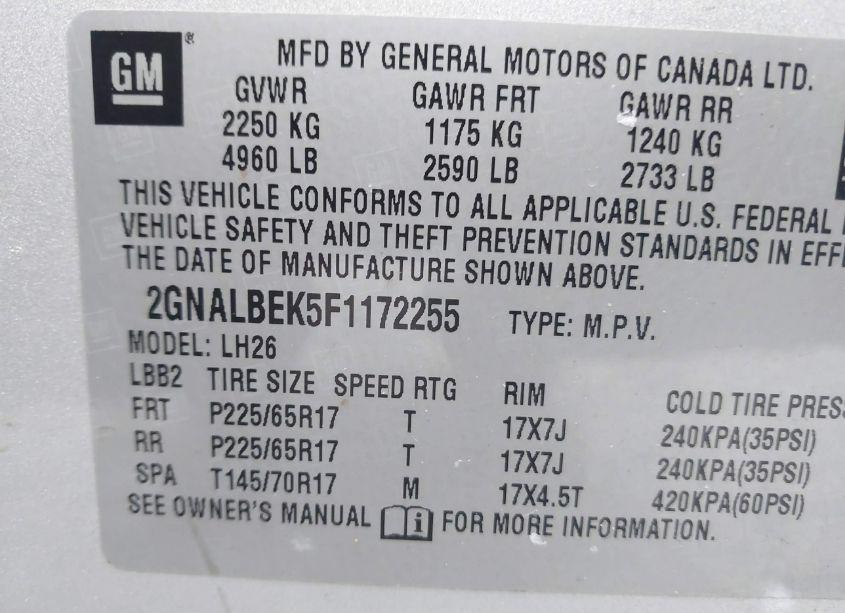 GM ®
MFD BY GENERAL MOTORS OF CANADA LTD.
GVWR GAWR FRT GAWR RR
2250 KG 1175 KG 1240 KG
4960 LB 2590 LB 2733 LB
THIS VEHICLE CONFORMS TO ALL APPLICABLE U.S. FEDERAL
VEHICLE SAFETY AND THEFT PREVENTION STANDARDS IN EFF
THE DATE OF MANUFACTURE SHOWN ABOVE.
2GNALBEK5F1172255 TYPE: M.P.V.
MODEL: LH26
LBB2 TIRE SIZE SPEED RTG RIM COLD TIRE PRES
FRT P225/65R17 T 17X7J 240KPA(35PSI)
RR P225/65R17 T 17X7J 240KPA(35PSI)
SPA T145/70R17 M 17X4.5T 420KPA(60PSI)
SEE OWNER'S MANUAL i FOR MORE INFORMATION.